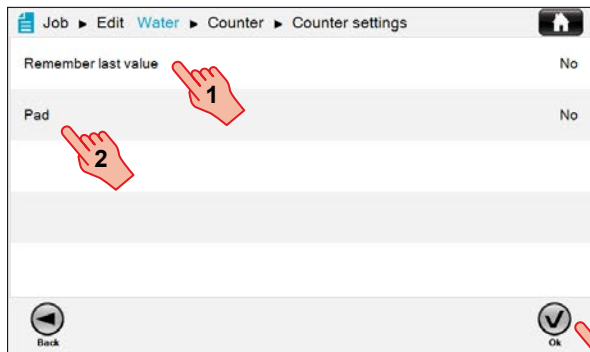 Job ► Edit Water ► Counter ► Counter settings
Remember last value No
1
Pad No
2
Back Ok